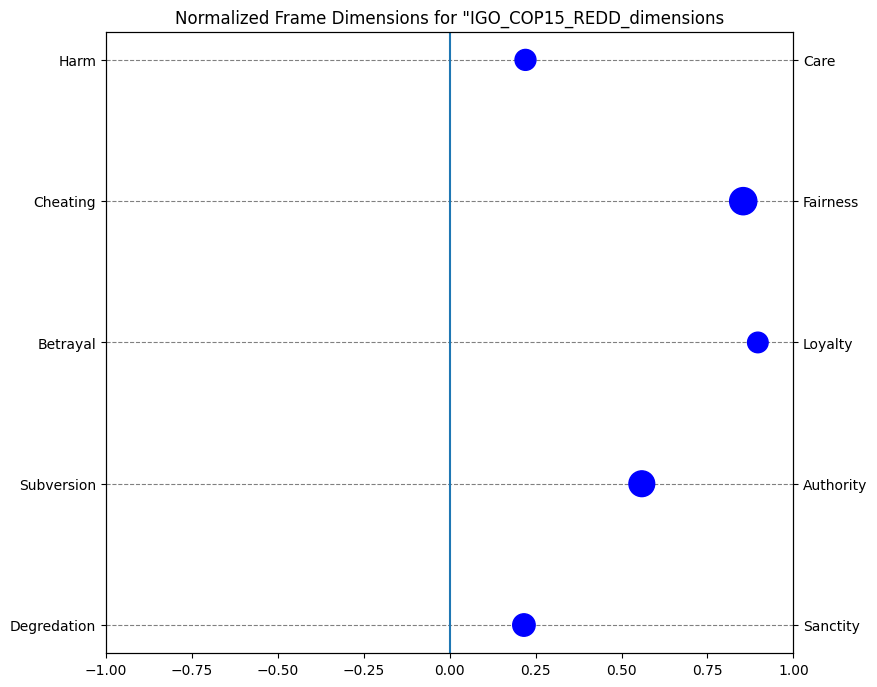 Normalized Frame Dimensions for "IGO_COP15_REDD_dimensions
Harm Care
Cheating Fairness
Betrayal Loyalty
Subversion Authority
Degredation Sanctity
−1.00 −0.75 −0.50 −0.25 0.00 0.25 0.50 0.75 1.00